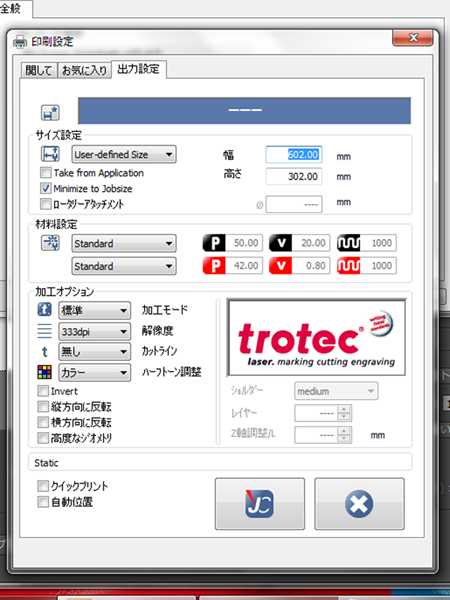 全般
印刷設定
関して お気に入り 出力設定
---
サイズ設定
User-defined Size
幅 602.00 mm
Take from Application
高さ 302.00 mm
Minimize to Jobsize
ロータリーアタッチメント
Ø ---- mm
材料設定
Standard P 50.00 v 20.00 1000
Standard P 42.00 v 0.80 1000
加工オプション
標準 加工モード
333dpi 解像度
t 無し カットライン
カラー ハーフトーン調整
Invert
縦方向に反転
横方向に反転
高度なジオメトリ
setting new standards
trotec®
laser. marking cutting engraving
ショルダー medium
レイヤー ----
Z軸調整/L ---- mm
Static
クイックプリント
自動位置
JC